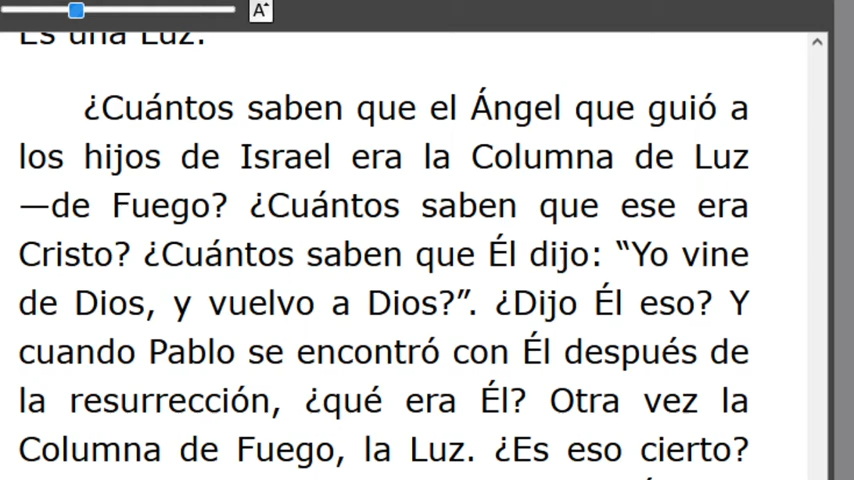 A
Es una Luz.
¿Cuántos saben que el Ángel que guió a
los hijos de Israel era la Columna de Luz
—de Fuego? ¿Cuántos saben que ese era
Cristo? ¿Cuántos saben que Él dijo: “Yo vine
de Dios, y vuelvo a Dios?”. ¿Dijo Él eso? Y
cuando Pablo se encontró con Él después de
la resurrección, ¿qué era Él? Otra vez la
Columna de Fuego, la Luz. ¿Es eso cierto?